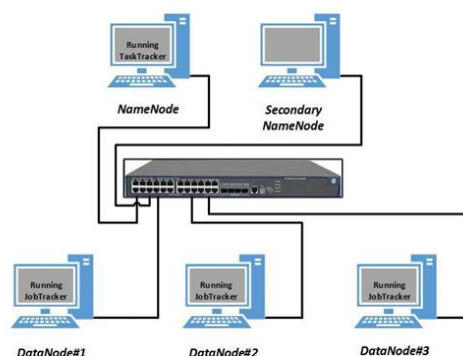 Running
TaskTracker
NameNode
Secondary
NameNode
Running
JobTracker
DataNode#1
Running
JobTracker
DataNode#2
Running
JobTracker
DataNode#3